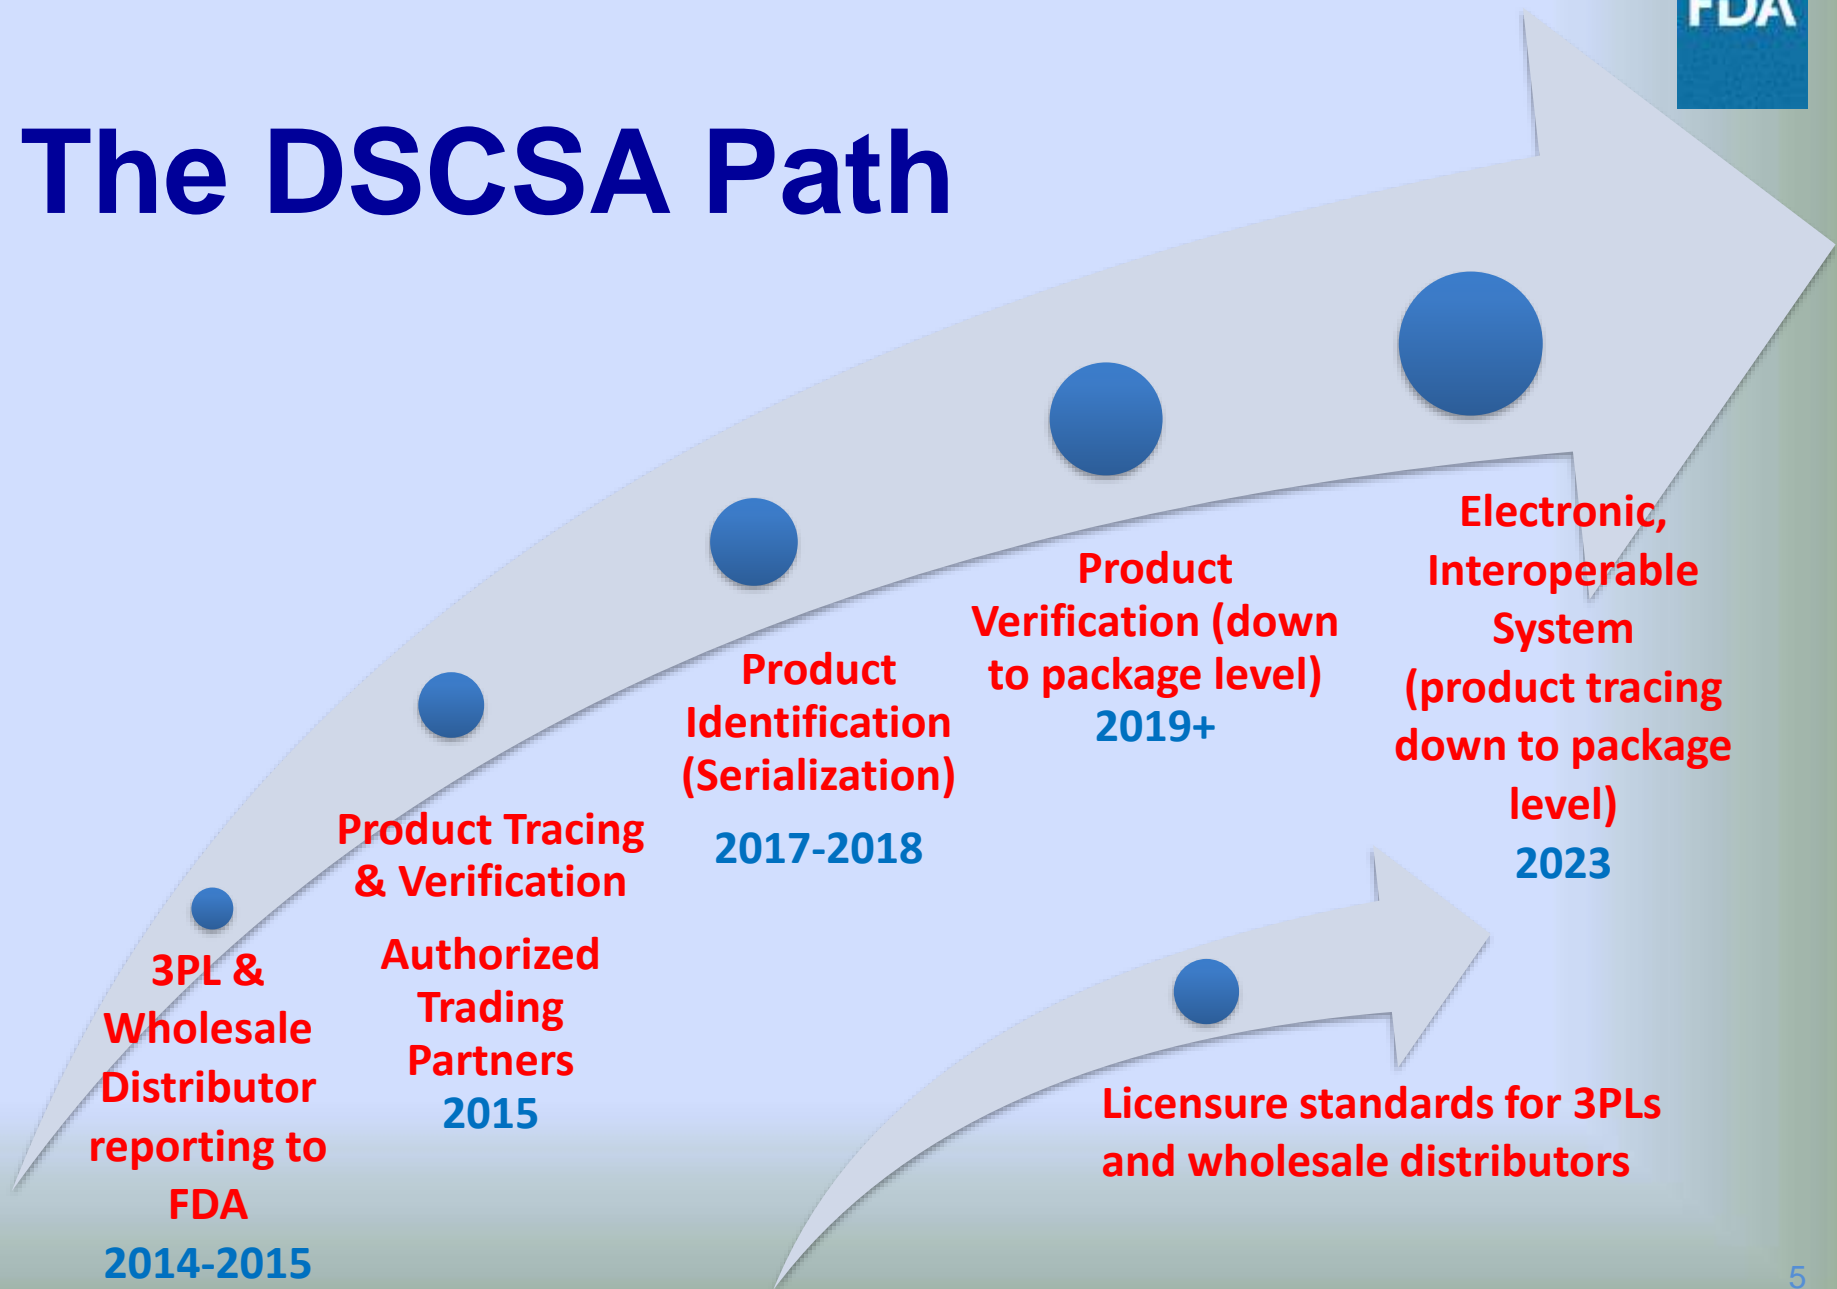 FDA
The DSCSA Path
3PL &
Wholesale
Distributor
reporting to
FDA
2014-2015
Product Tracing
& Verification
Authorized
Trading
Partners
2015
Product
Identification
(Serialization)
2017-2018
Product
Verification (down
to package level)
2019+
Electronic,
Interoperable
System
(product tracing
down to package
level)
2023
Licensure standards for 3PLs
and wholesale distributors
5